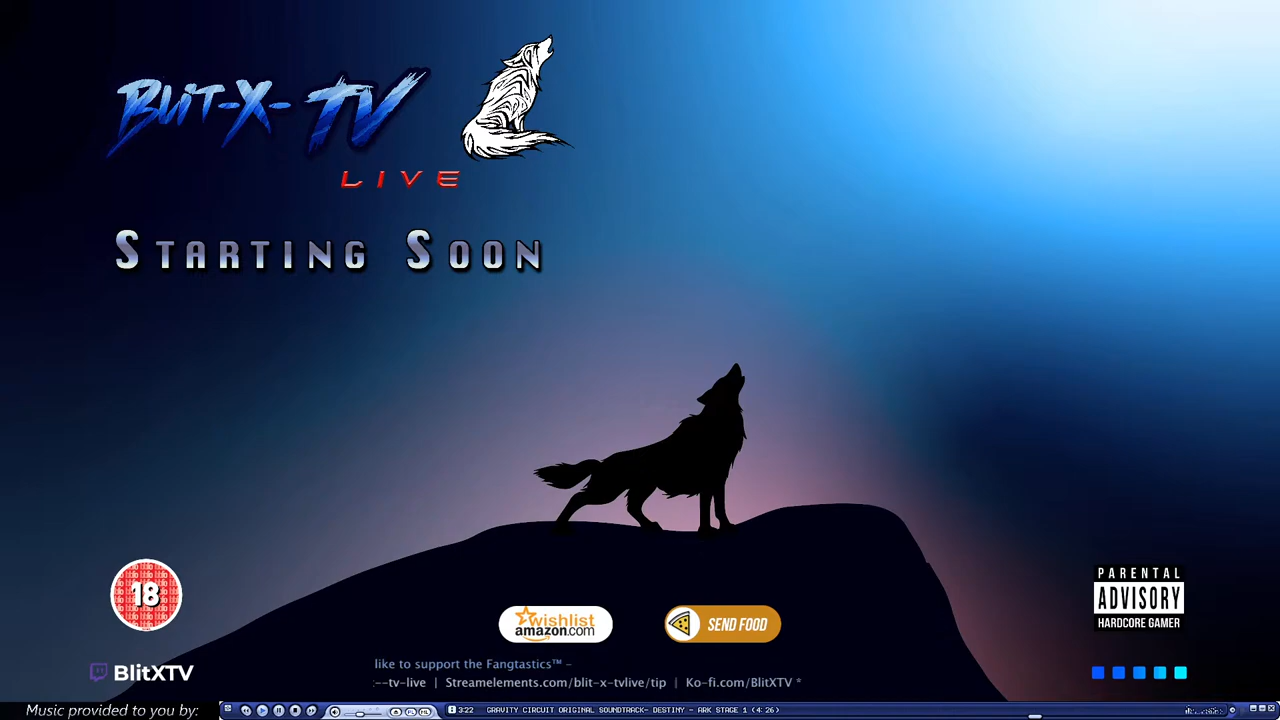 BLIT-X-TV
LIVE
STARTING SOON
18
wishlist
amazon.com
SEND FOOD
PARENTAL
ADVISORY
HARDCORE GAMER
BlitXTV
like to support the Fangtastics™ –
:--tv-live | Streamelements.com/blit-x-tvlive/tip | Ko-fi.com/BlitXTV *
Music provided to you by:
322 GRAVITY CIRCUIT ORIGINAL SOUNDTRACK- DESTINY - ARK STAGE 1 (4:26)